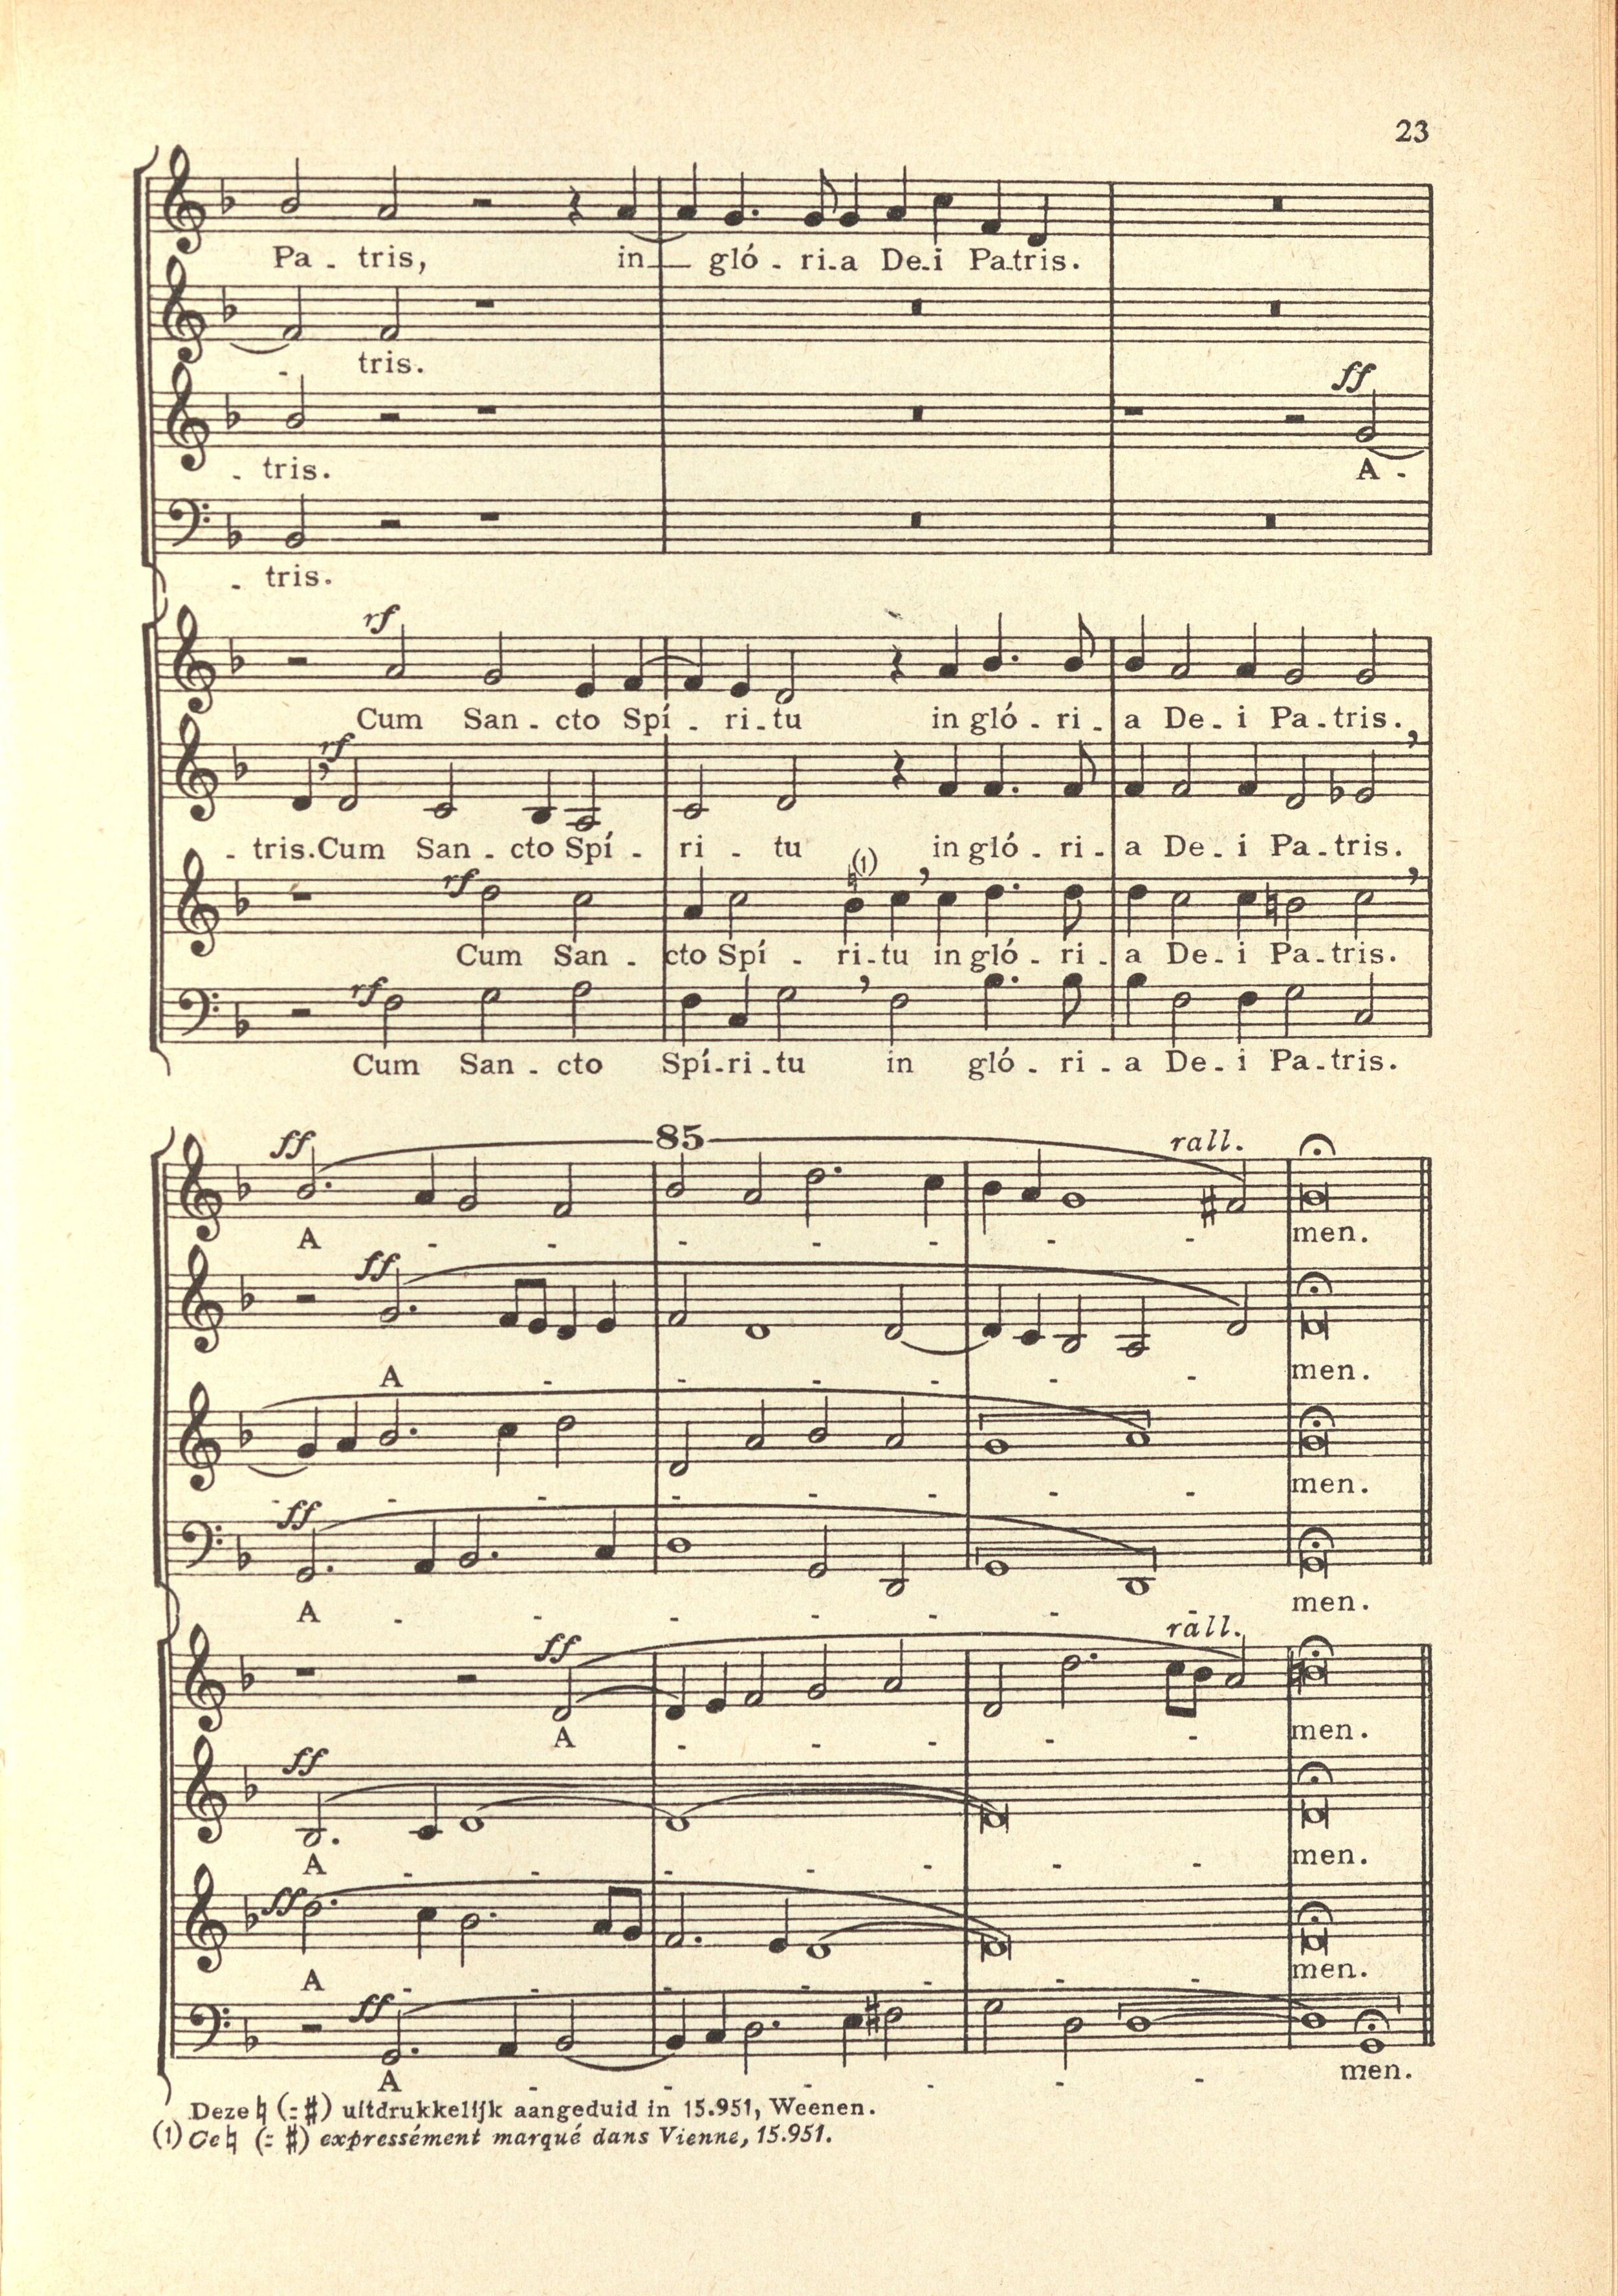 23
Pa - tris, in gló - ri - a De - i Pa - tris.
- tris.
ff
- tris. A -
- tris.
rf
Cum San - cto Spí - ri - tu in gló - ri - a De - i Pa - tris.
rf
- tris. Cum San - cto Spí - ri - tu in gló - ri - a De - i Pa - tris.
(1)
rf
Cum San - cto Spí - ri - tu in gló - ri - a De - i Pa - tris.
rf
Cum San - cto Spí - ri - tu in gló - ri - a De - i Pa - tris.
ff 85 rall.
A - - - - - - - - men.
ff
A - - - - - - men.
- - - - - - - - men.
ff
A - - - - - - - men.
rall.
ff
A - - - - - men.
ff
A - - - - - - - men.
ff
A - - - - - - men.
ff
A - - - - - - men.
Deze ♮ (= ♯) uitdrukkelijk aangeduid in 15.951, Weenen.
(1) Ce ♮ (= ♯) expressément marqué dans Vienne, 15.951.